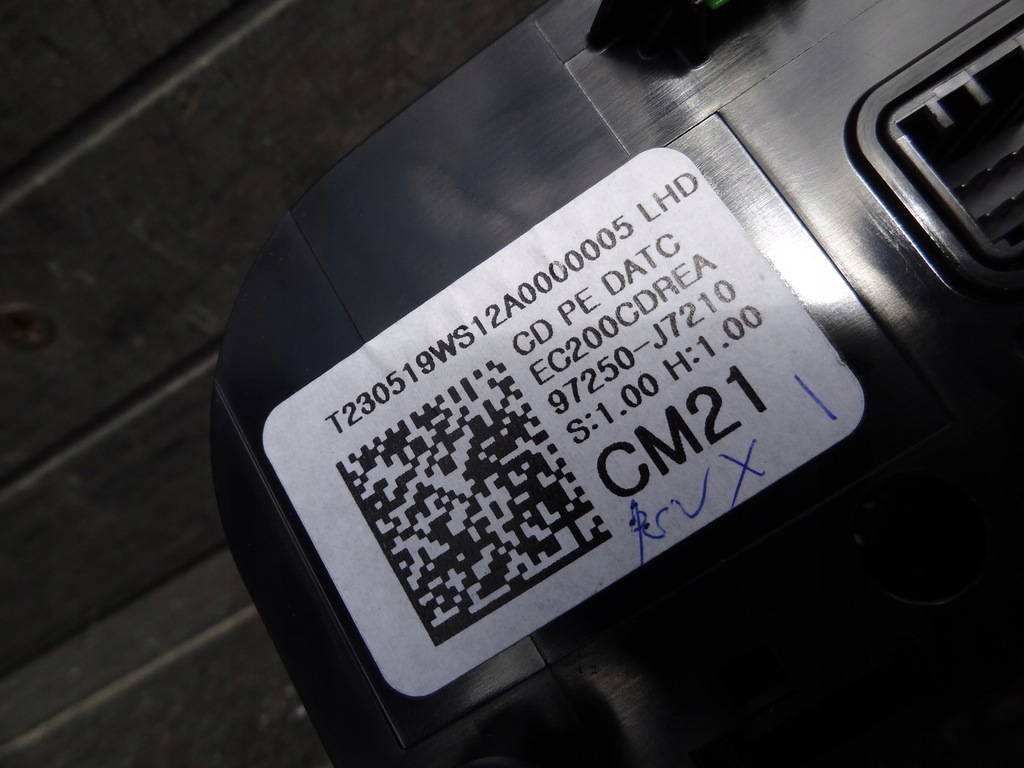 T230519WS12A0000005 LHD
CD PE DATC
EC200CDREA
97250-J7210
S:1.00 H:1.00
CM21